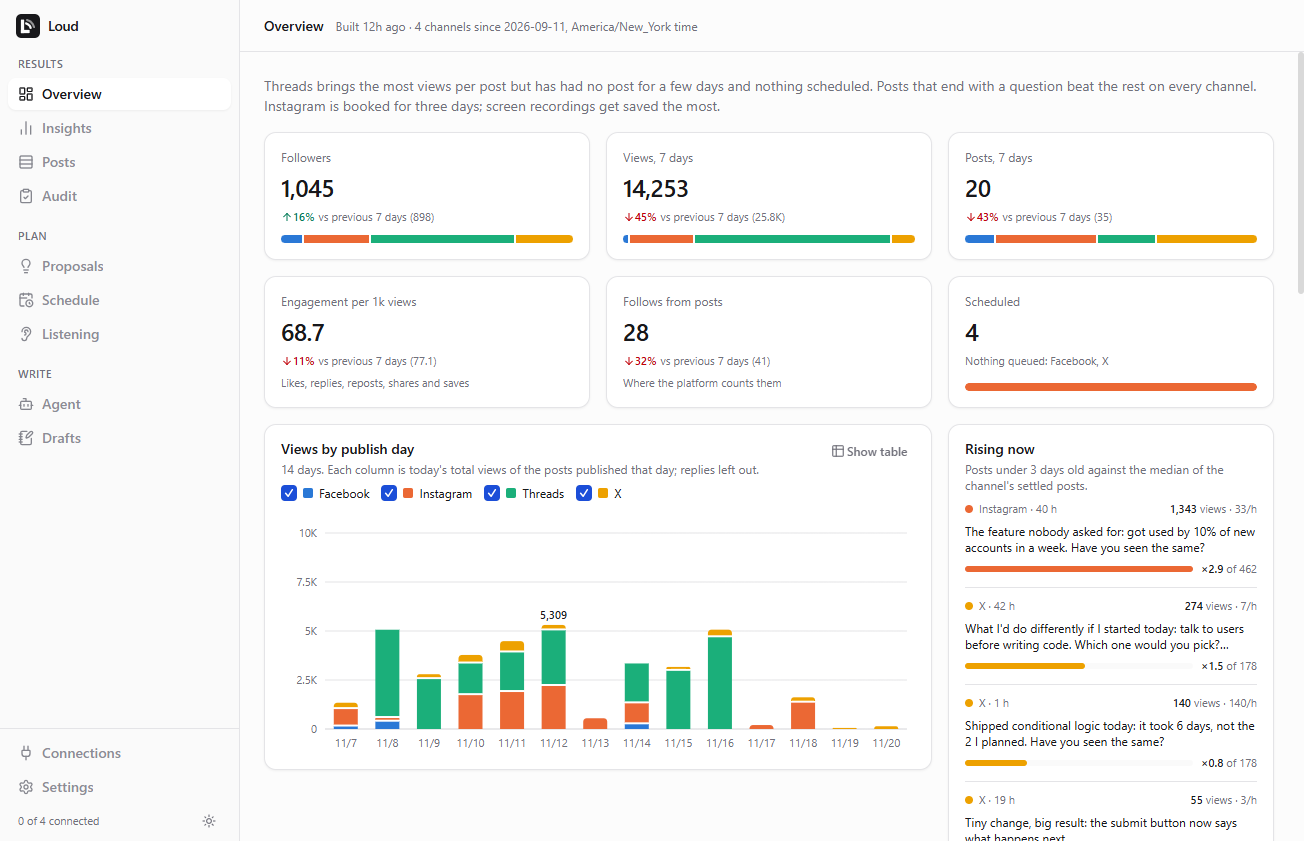 Loud
RESULTS
Overview
Insights
Posts
Audit
PLAN
Proposals
Schedule
Listening
WRITE
Agent
Drafts
Connections
Settings
0 of 4 connected
Overview Built 12h ago · 4 channels since 2026-09-11, America/New_York time
Threads brings the most views per post but has had no post for a few days and nothing scheduled. Posts that end with a question beat the rest on every channel.
Instagram is booked for three days; screen recordings get saved the most.
Followers
1,045
↑16% vs previous 7 days (898)
Views, 7 days
14,253
↓45% vs previous 7 days (25.8K)
Posts, 7 days
20
↓43% vs previous 7 days (35)
Engagement per 1k views
68.7
↓11% vs previous 7 days (77.1)
Likes, replies, reposts, shares and saves
Follows from posts
28
↓32% vs previous 7 days (41)
Where the platform counts them
Scheduled
4
Nothing queued: Facebook, X
Views by publish day
Show table
14 days. Each column is today's total views of the posts published that day; replies left out.
Facebook Instagram Threads X
10K
7.5K
5K
2.5K
0
5,309
11/7 11/8 11/9 11/10 11/11 11/12 11/13 11/14 11/15 11/16 11/17 11/18 11/19 11/20
Rising now
Posts under 3 days old against the median of the
channel's settled posts.
Instagram · 40 h 1,343 views · 33/h
The feature nobody asked for: got used by 10% of new
accounts in a week. Have you seen the same?
×2.9 of 462
X · 42 h 274 views · 7/h
What I'd do differently if I started today: talk to users
before writing code. Which one would you pick?...
×1.5 of 178
X · 1 h 140 views · 140/h
Shipped conditional logic today: it took 6 days, not the
2 I planned. Have you seen the same?
×0.8 of 178
X · 19 h 55 views · 3/h
Tiny change, big result: the submit button now says
what happens next.